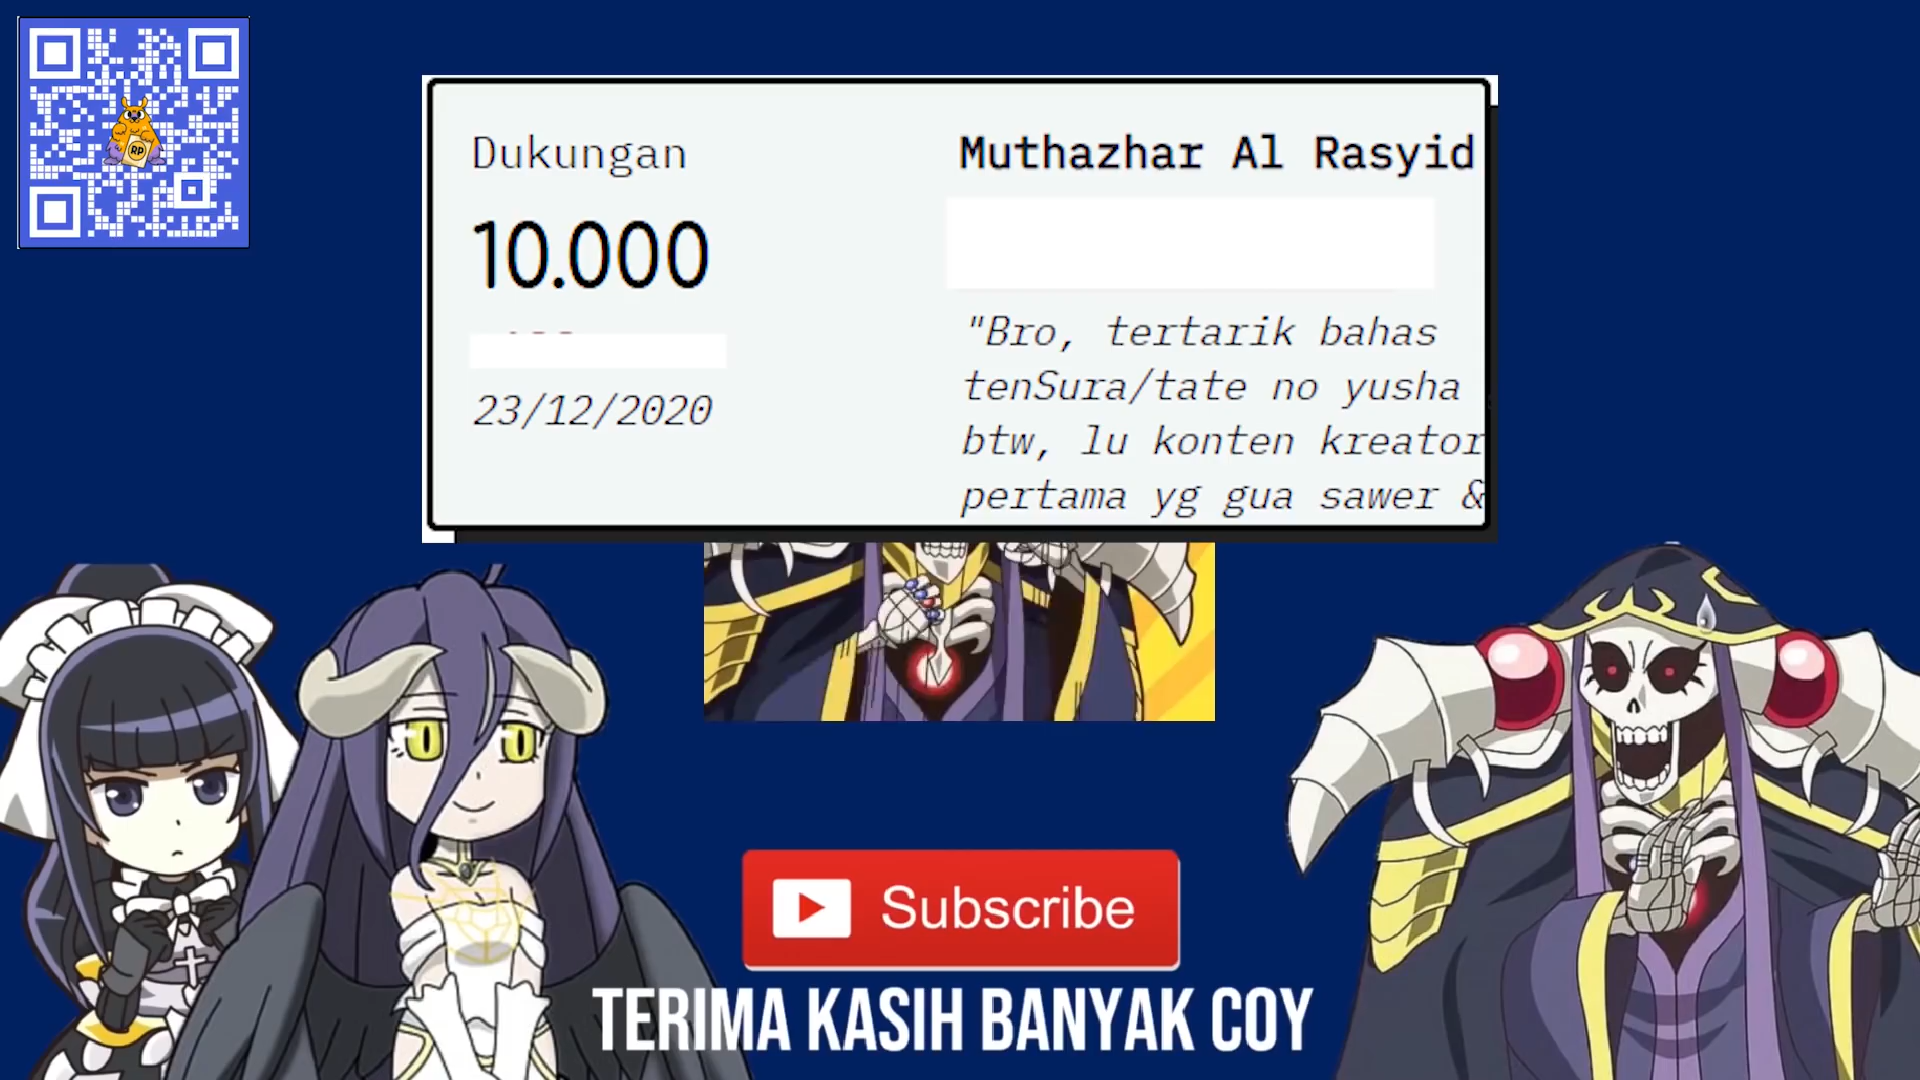 RP
Dukungan
10.000
23/12/2020
Muthazhar Al Rasyid
"Bro, tertarik bahas
tenSura/tate no yusha
btw, lu konten kreator
pertama yg gua sawer &
Subscribe
TERIMA KASIH BANYAK COY